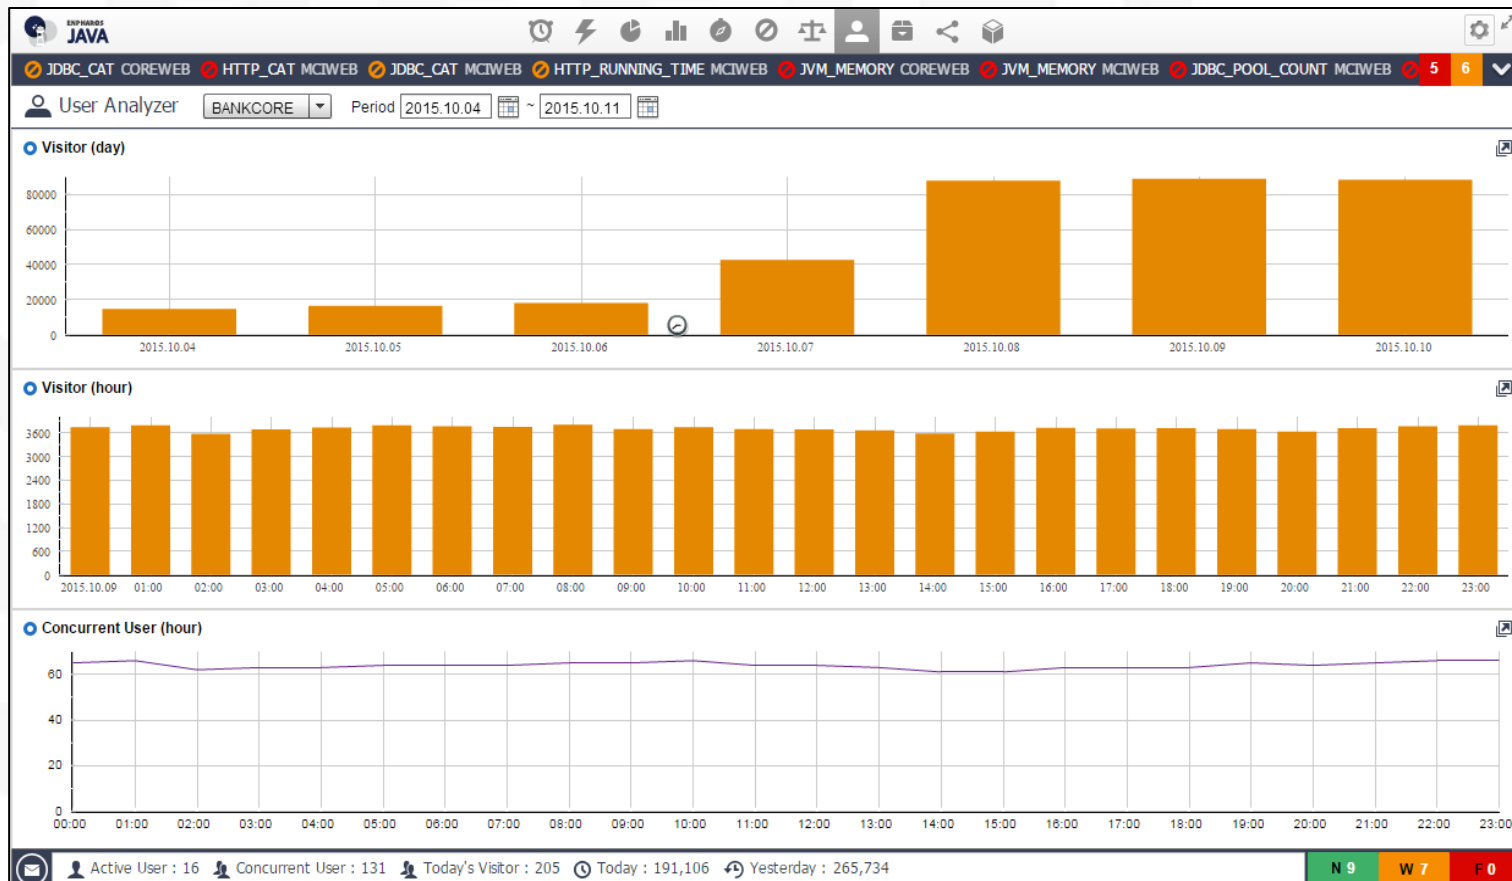 ENPHAROS
JAVA
JDBC_CAT COREWEB HTTP_CAT MCIWEB JDBC_CAT MCIWEB HTTP_RUNNING_TIME MCIWEB JVM_MEMORY COREWEB JVM_MEMORY MCIWEB JDBC_POOL_COUNT MCIWEB 5 6
User Analyzer BANKCORE Period 2015.10.04 ~ 2015.10.11
Visitor (day)
80000
60000
40000
20000
0
2015.10.04 2015.10.05 2015.10.06 2015.10.07 2015.10.08 2015.10.09 2015.10.10
Visitor (hour)
3600
3000
2400
1800
1200
600
0
2015.10.09 01:00 02:00 03:00 04:00 05:00 06:00 07:00 08:00 09:00 10:00 11:00 12:00 13:00 14:00 15:00 16:00 17:00 18:00 19:00 20:00 21:00 22:00 23:00
Concurrent User (hour)
60
40
20
0
00:00 01:00 02:00 03:00 04:00 05:00 06:00 07:00 08:00 09:00 10:00 11:00 12:00 13:00 14:00 15:00 16:00 17:00 18:00 19:00 20:00 21:00 22:00 23:00
Active User : 16 Concurrent User : 131 Today's Visitor : 205 Today : 191,106 Yesterday : 265,734 N 9 W 7 F 0